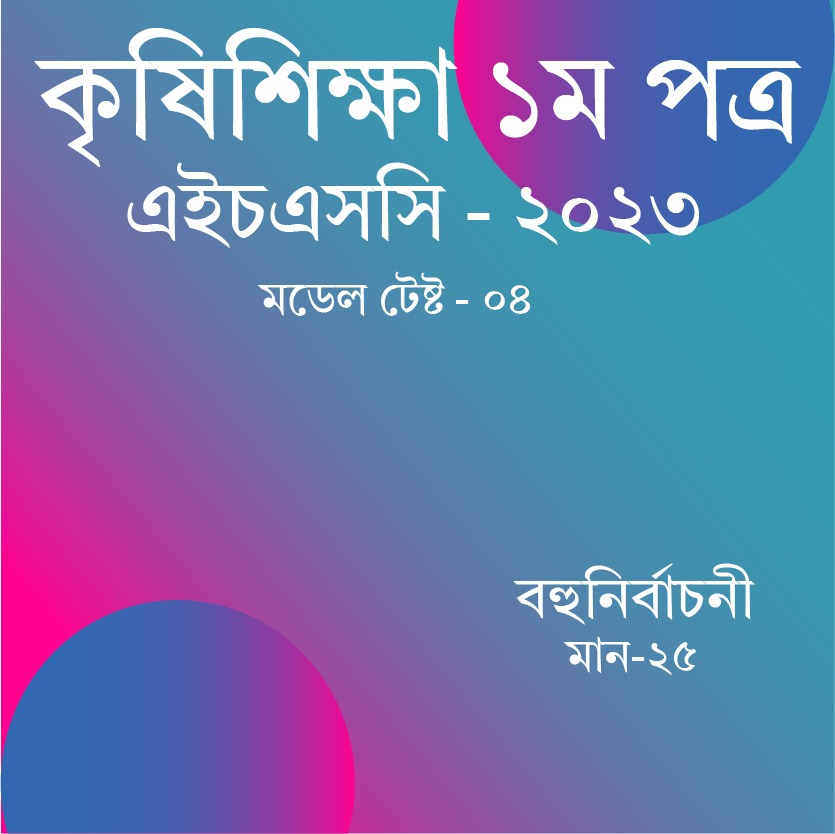 কৃষিশিক্ষা ১ম পত্র
এইচএসসি - ২০২৩
মডেল টেষ্ট - ০৪
বহুনির্বাচনী
মান-২৫